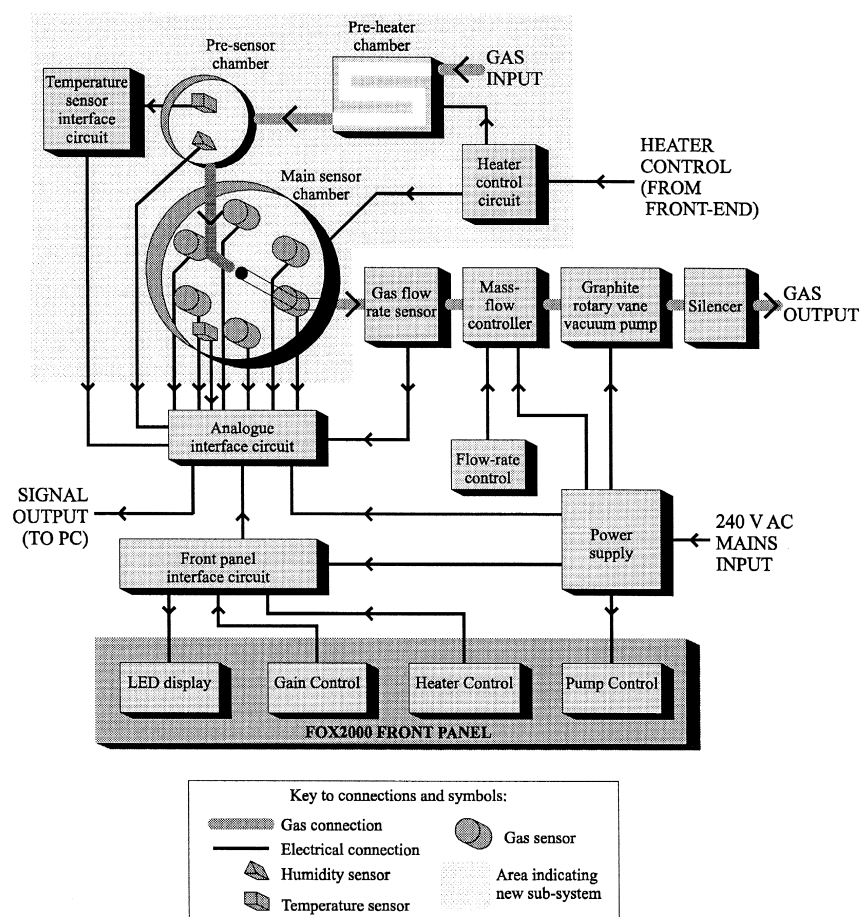 Pre-heater
chamber
Pre-sensor
chamber
GAS
INPUT
Temperature
sensor
interface
circuit
Heater
control
circuit
HEATER
CONTROL
(FROM
FRONT-END)
Main sensor
chamber
Gas flow
rate sensor
Mass-
flow
controller
Graphite
rotary vane
vacuum pump
Silencer
GAS
OUTPUT
Analogue
interface circuit
Flow-rate
control
SIGNAL
OUTPUT
(TO PC)
Power
supply
240 V AC
MAINS
INPUT
Front panel
interface circuit
LED display
Gain Control
Heater Control
Pump Control
FOX2000 FRONT PANEL
Key to connections and symbols:
Gas connection
Electrical connection
Humidity sensor
Temperature sensor
Gas sensor
Area indicating
new sub-system